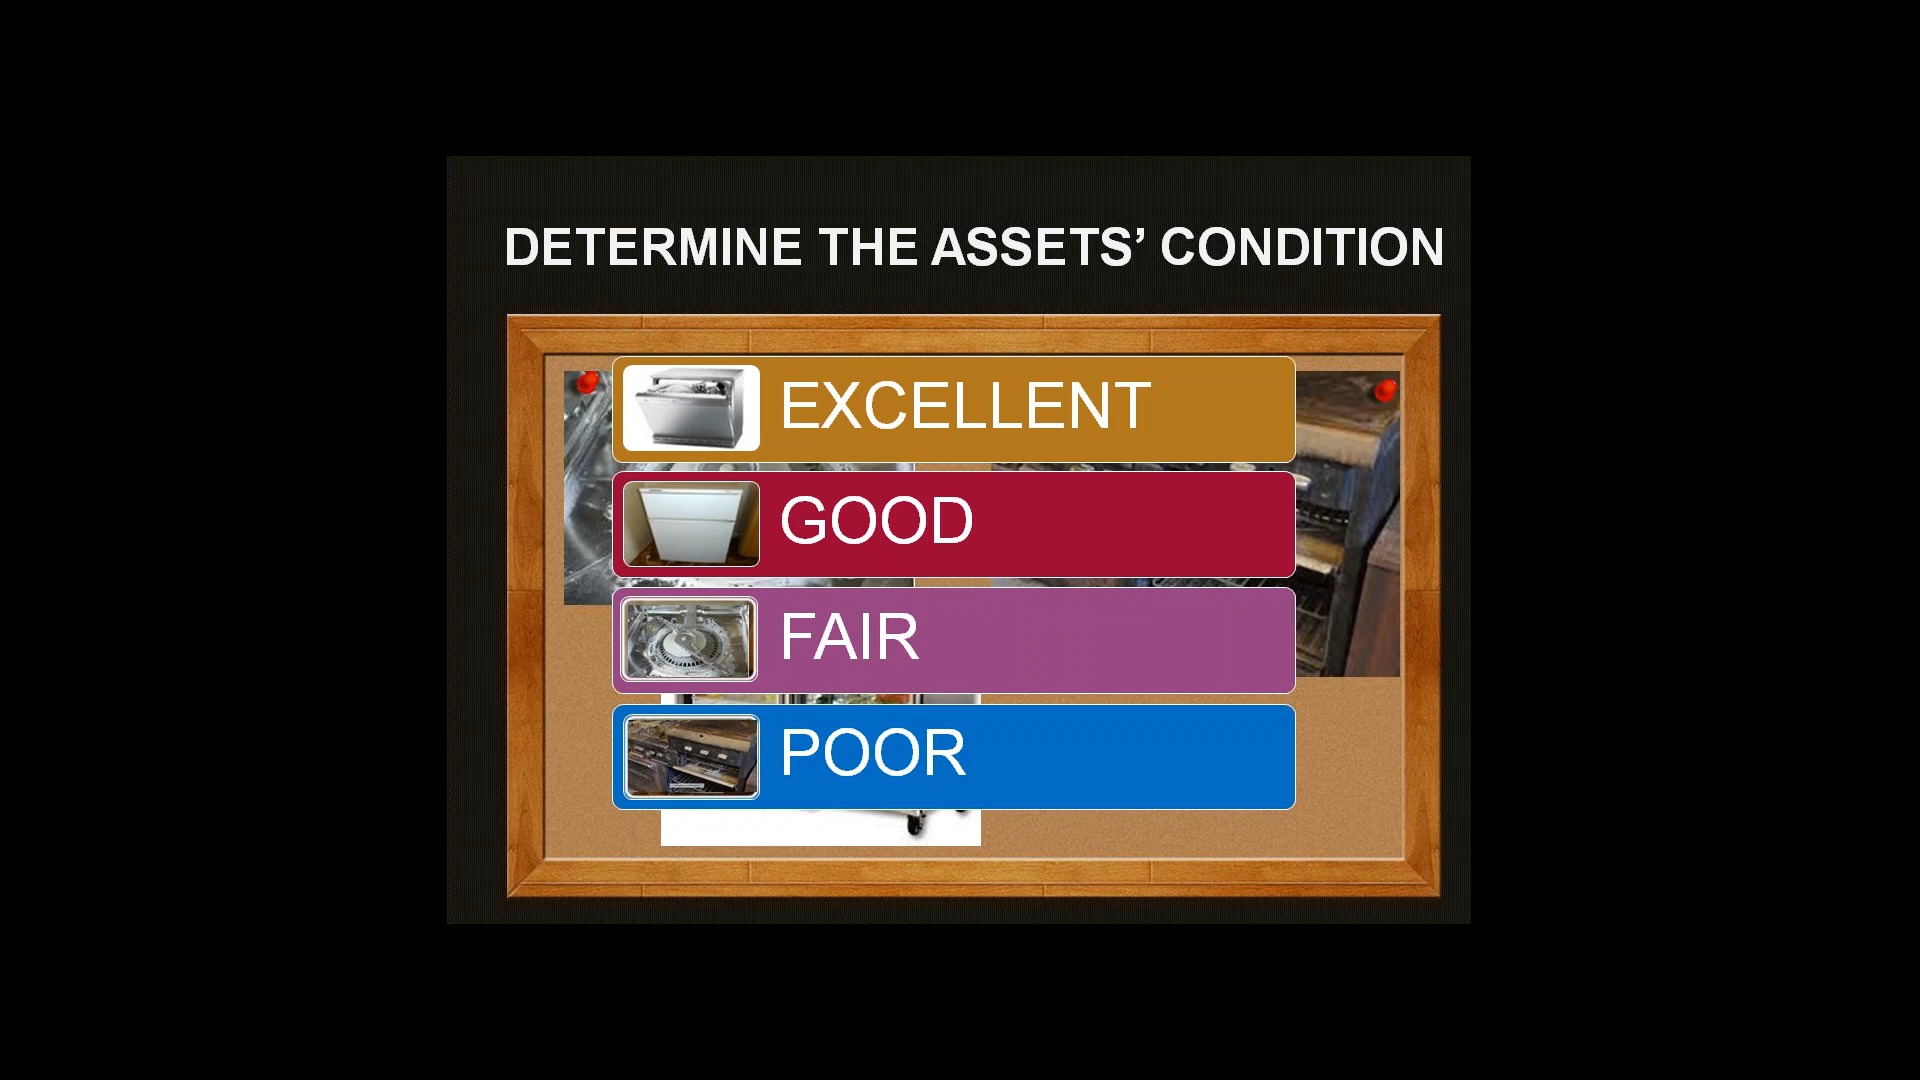 DETERMINE THE ASSETS’ CONDITION
EXCELLENT
GOOD
FAIR
POOR